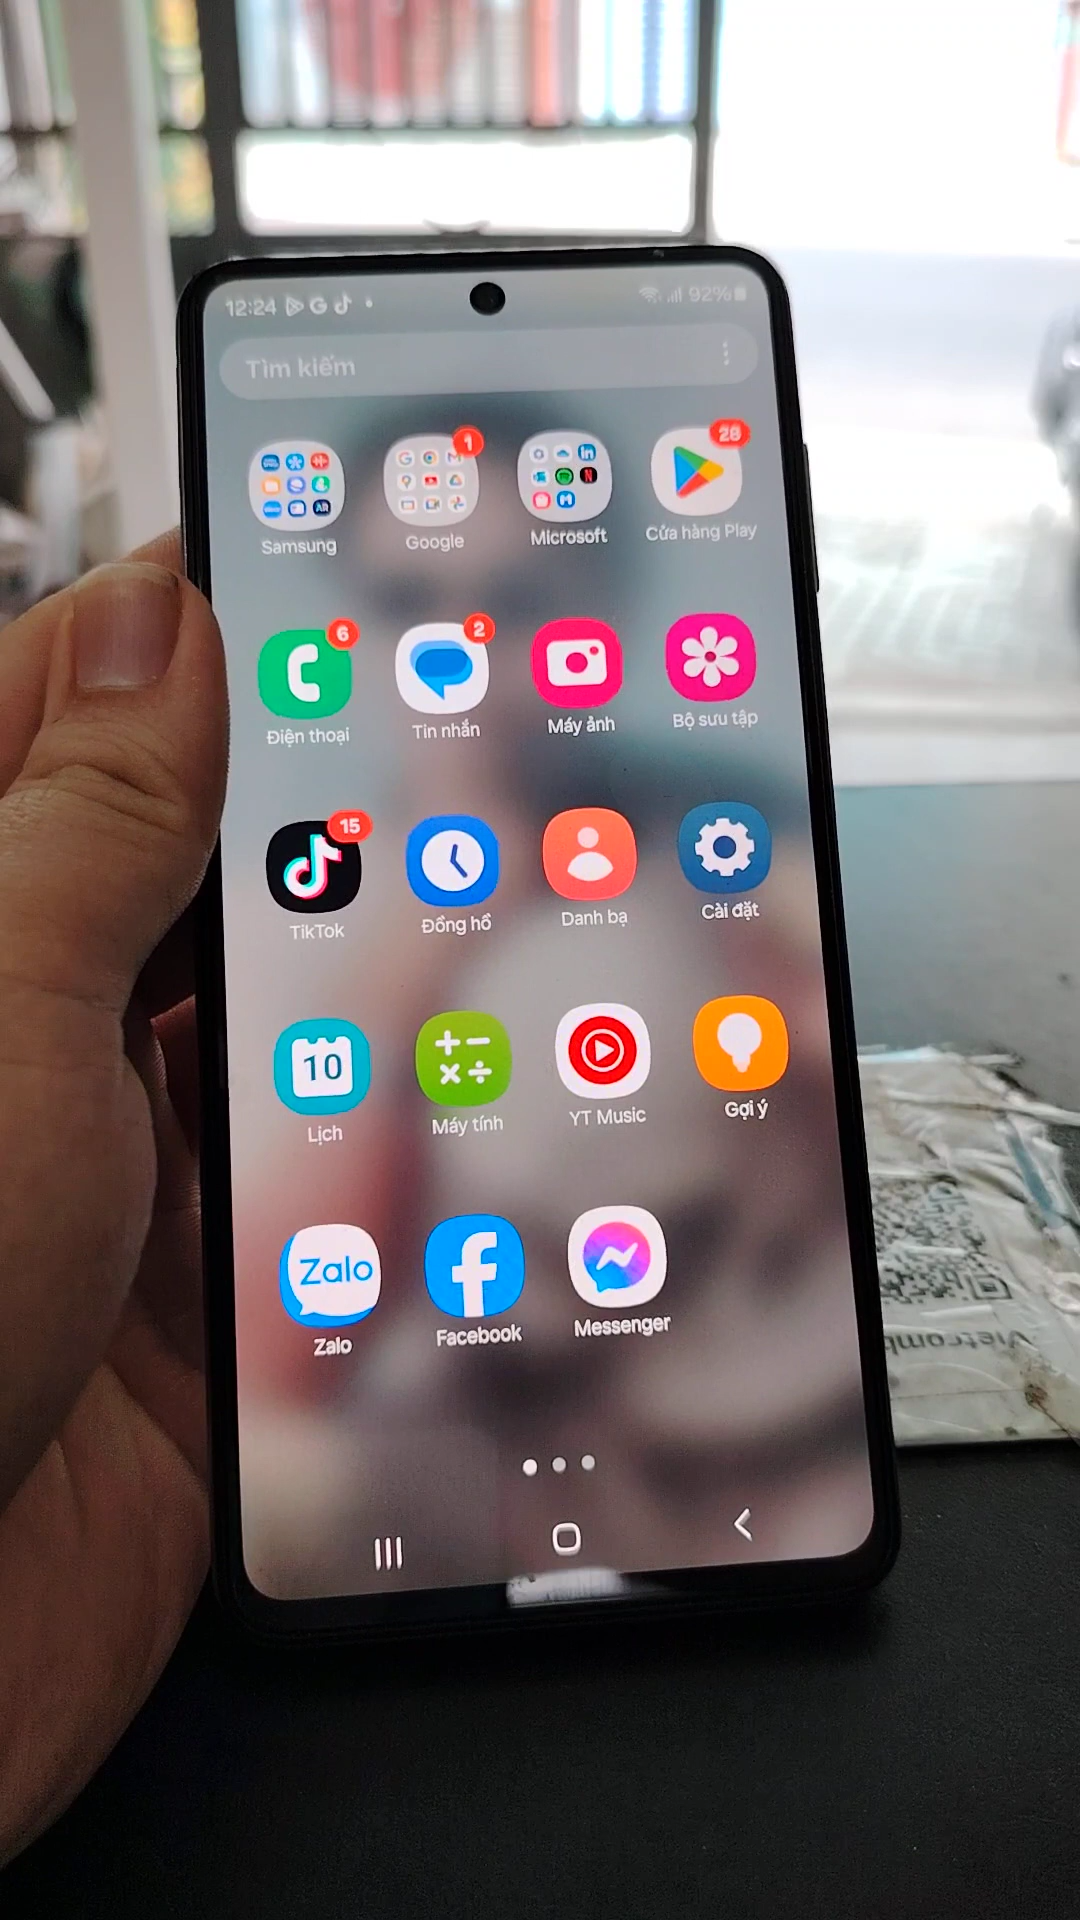 12:24 92%
Tìm kiếm
1 28
Samsung Google Microsoft Cửa hàng Play
6 2
Điện thoại Tin nhắn Máy ảnh Bộ sưu tập
15
TikTok Đồng hồ Danh bạ Cài đặt
10
Lịch Máy tính YT Music Gợi ý
Zalo
Zalo Facebook Messenger